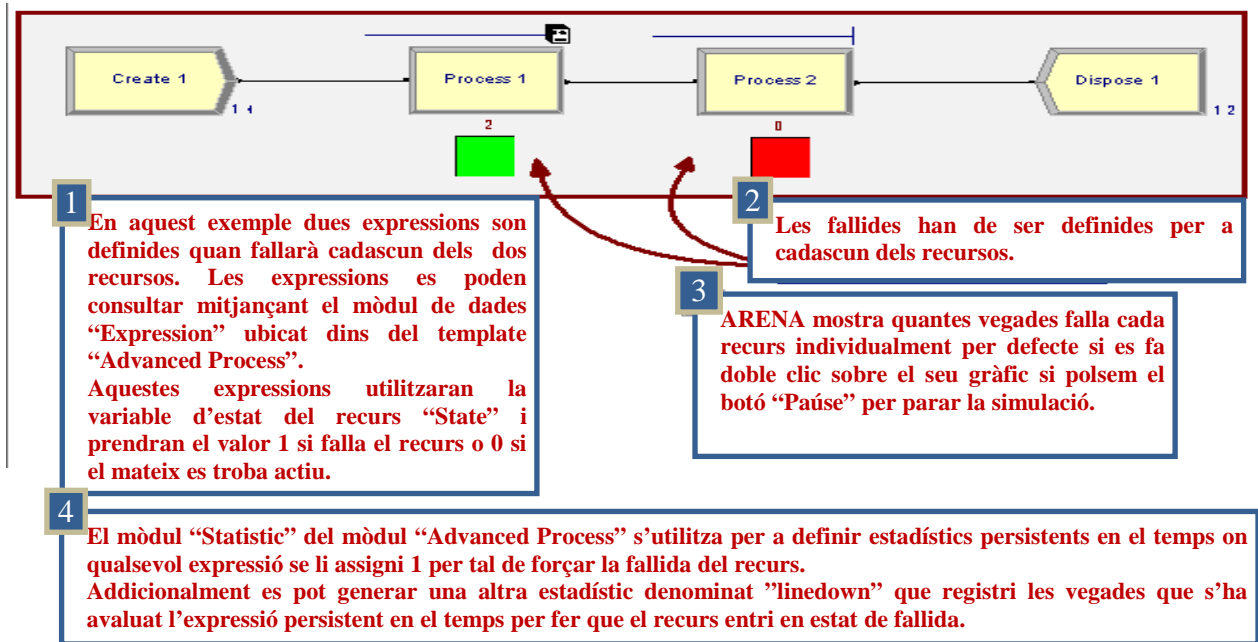 Create 1
Process 1
Process 2
Dispose 1
1 4
2
0
1 2
1
En aquest exemple dues expressions son
definides quan fallarà cadascun dels dos
recursos. Les expressions es poden
consultar mitjançant el mòdul de dades
“Expression” ubicat dins del template
“Advanced Process”.
Aquestes expressions utilitzaran la
variable d’estat del recurs “State” i
prendran el valor 1 si falla el recurs o 0 si
el mateix es troba actiu.
2
Les fallides han de ser definides per a
cadascun dels recursos.
3
ARENA mostra quantes vegades falla cada
recurs individualment per defecte si es fa
doble clic sobre el seu gràfic si polsem el
botó “Paúse” per parar la simulació.
4
El mòdul “Statistic” del mòdul “Advanced Process” s’utilitza per a definir estadístics persistents en el temps on
qualsevol expressió se li assigni 1 per tal de forçar la fallida del recurs.
Addicionalment es pot generar una altra estadístic denominat ”linedown” que registri les vegades que s’ha
avaluat l’expressió persistent en el temps per fer que el recurs entri en estat de fallida.